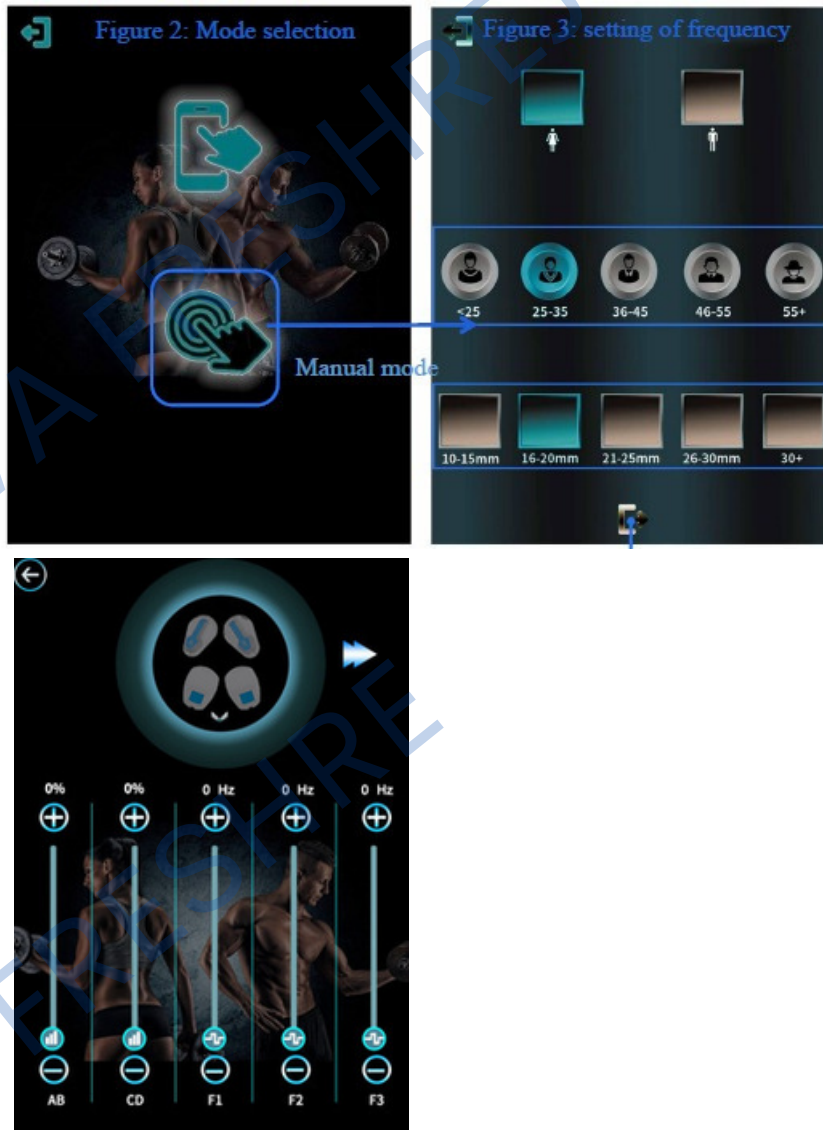 Figure 2: Mode selection
Manual mode
Figure 3: setting of frequency
<25 25-35 36-45 46-55 55+
10-15mm 16-20mm 21-25mm 26-30mm 30+
0% 0% 0 Hz 0 Hz 0 Hz
AB CD F1 F2 F3
A FRESHRE
FRESHRE